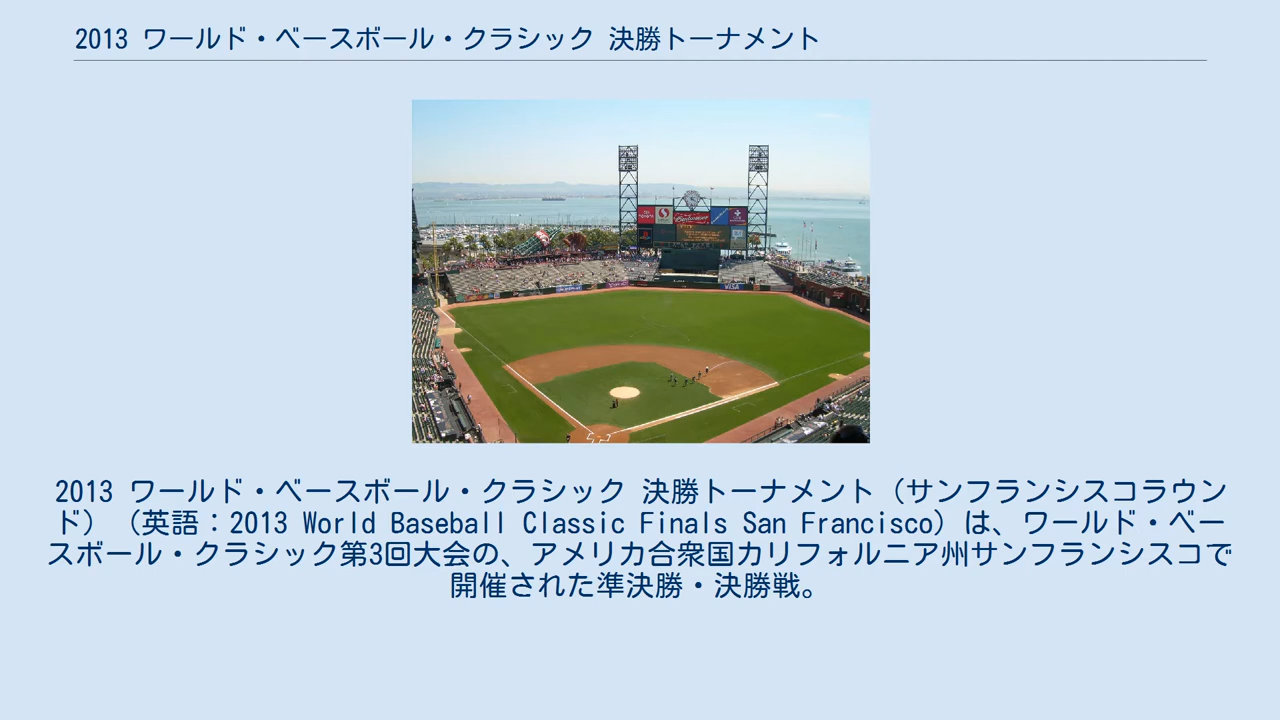 2013 ワールド・ベースボール・クラシック 決勝トーナメント
Budweiser
VISA
2013 ワールド・ベースボール・クラシック 決勝トーナメント（サンフランシスコラウン
ド）（英語：2013 World Baseball Classic Finals San Francisco）は、ワールド・ベー
スボール・クラシック第3回大会の、アメリカ合衆国カリフォルニア州サンフランシスコで
開催された準決勝・決勝戦。